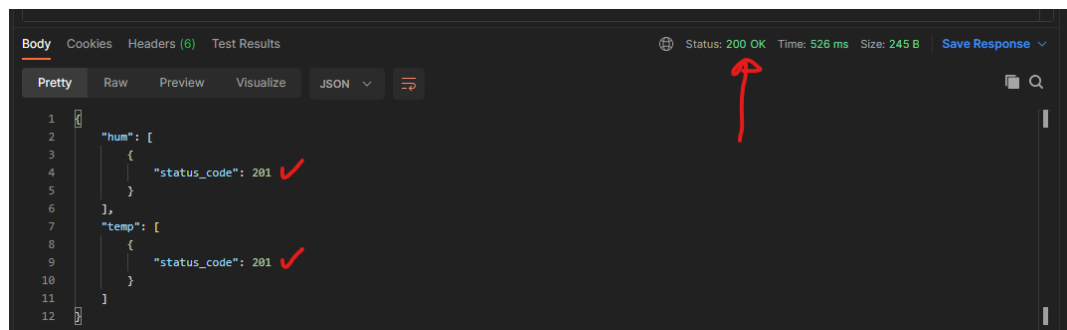 Body Cookies Headers (6) Test Results Status: 200 OK Time: 526 ms Size: 245 B Save Response
Pretty Raw Preview Visualize JSON
1 {
2 "hum": [
3 {
4 "status_code": 201
5 }
6 ],
7 "temp": [
8 {
9 "status_code": 201
10 }
11 ]
12 }